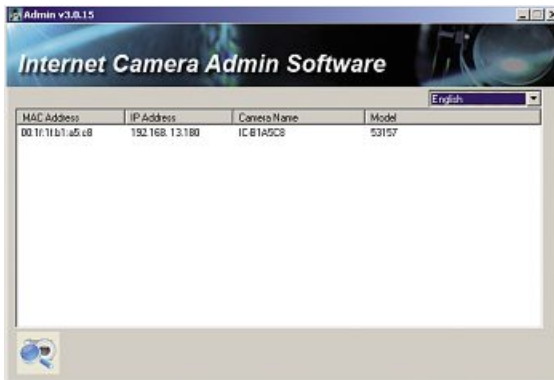 Admin v3.0.15
Internet Camera Admin Software
English
MAC Address IP Address Camera Name Model
00:1f:1f:b1:a5:c8 192.168.13.180 IC-B1A5C8 53157